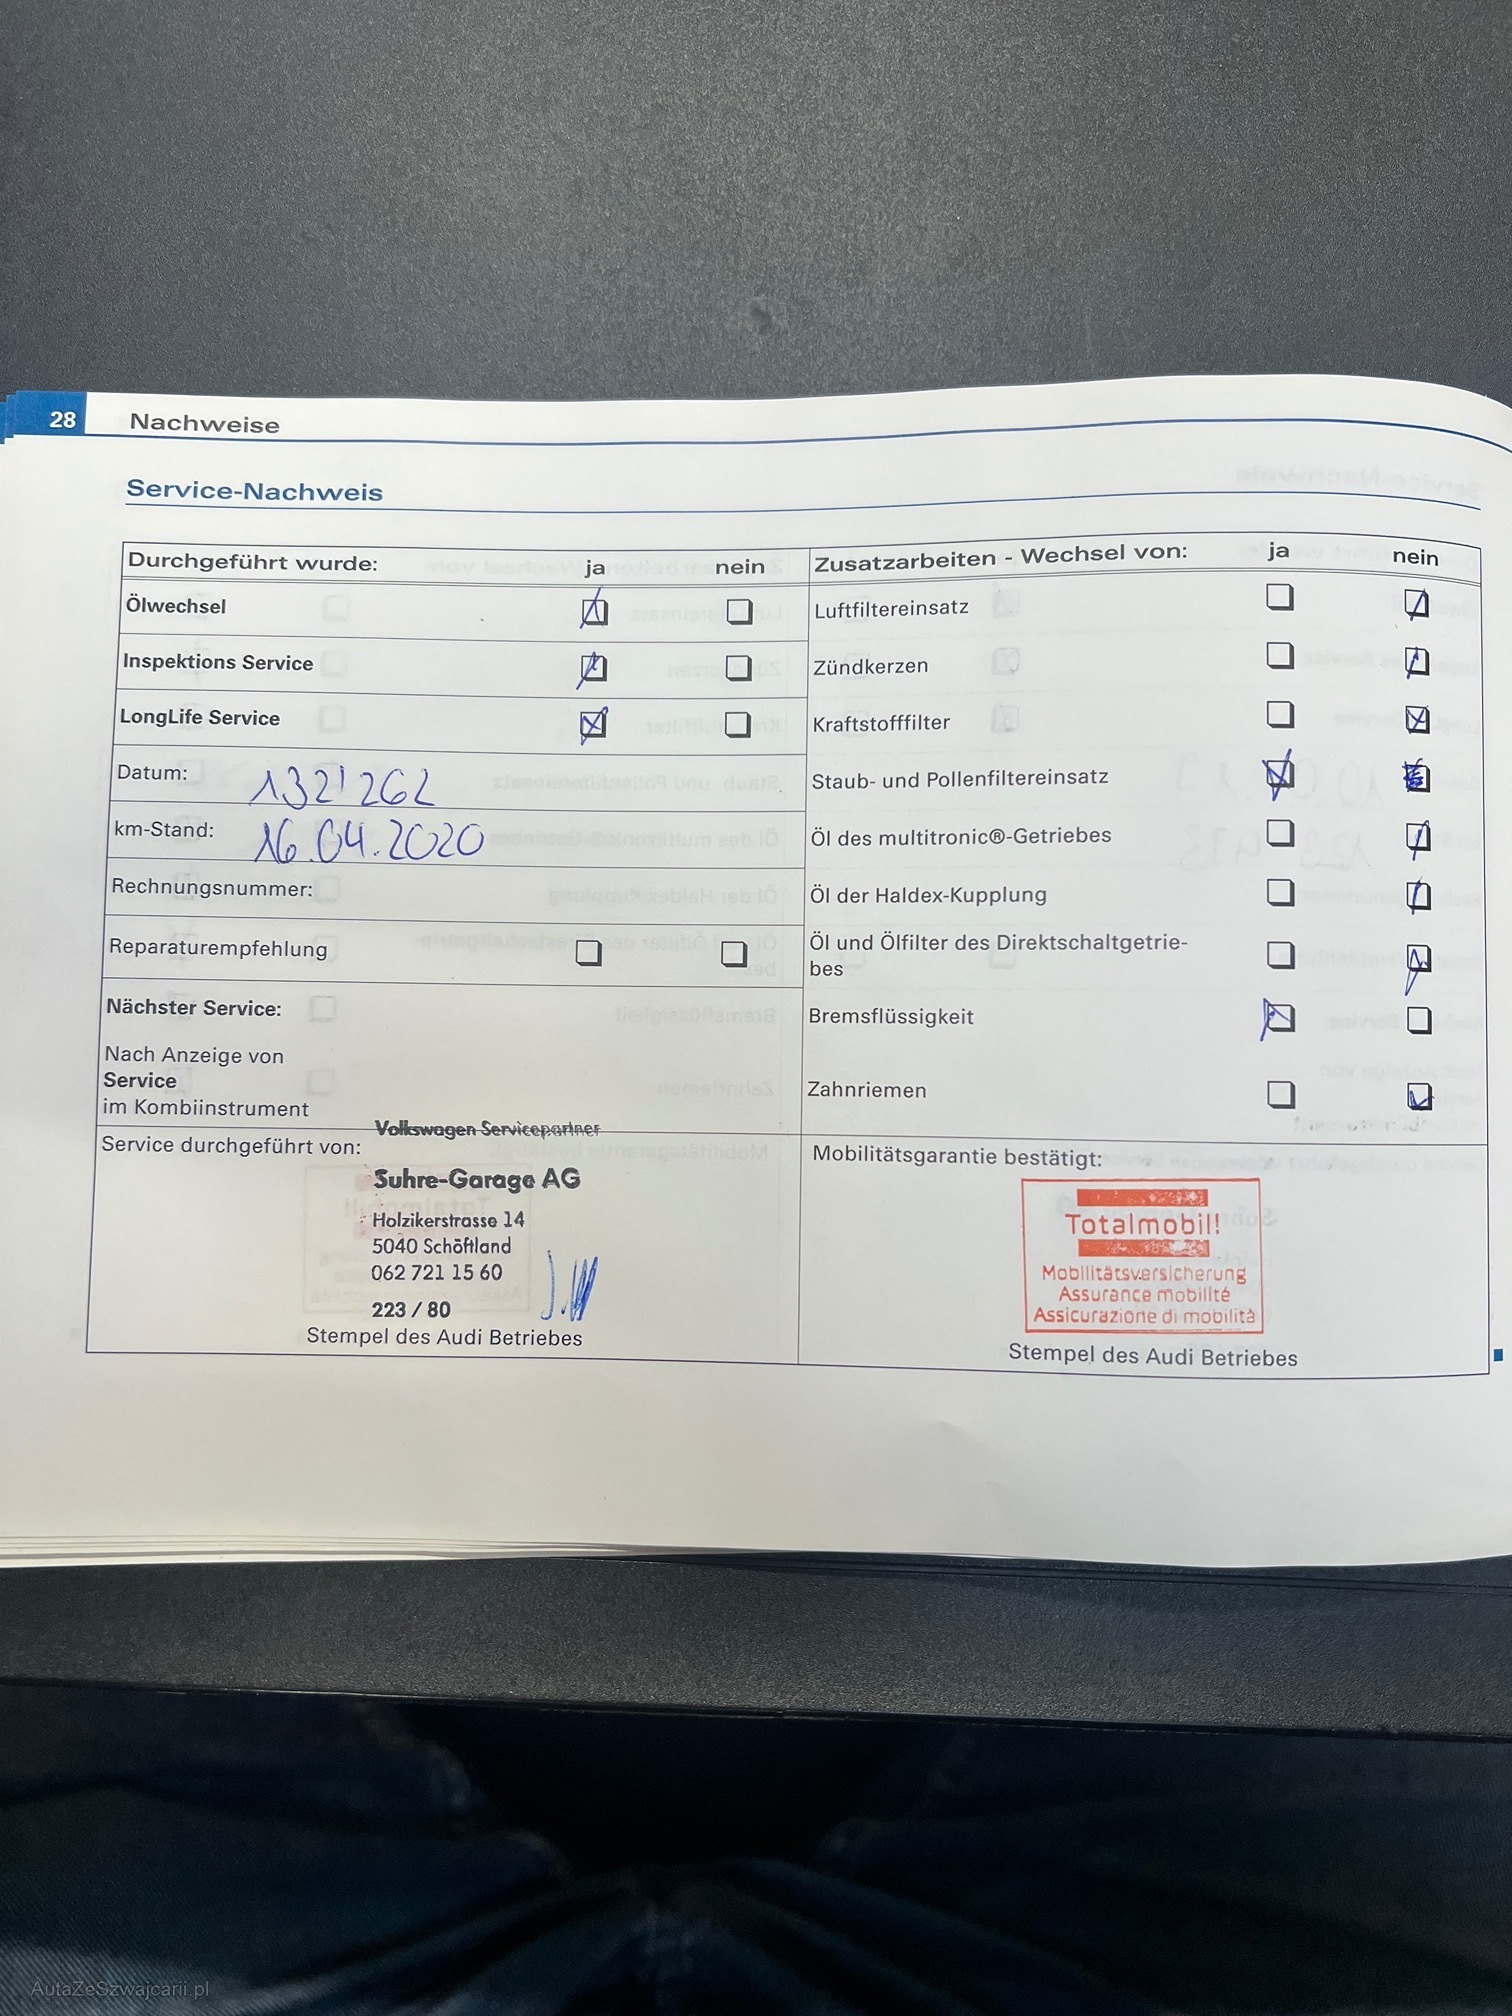 28 Nachweise
Service-Nachweis
Durchgeführt wurde: ja nein
Ölwechsel
Inspektions Service
LongLife Service
Datum: 132'262
km-Stand: 16.04.2020
Rechnungsnummer:
Reparaturempfehlung
Nächster Service:
Nach Anzeige von
Service
im Kombiinstrument
Service durchgeführt von:
Volkswagen Servicepartner
Suhre-Garage AG
Holzikerstrasse 14
5040 Schöftland
062 721 15 60
223 / 80
Stempel des Audi Betriebes
Zusatzarbeiten - Wechsel von: ja nein
Luftfiltereinsatz
Zündkerzen
Kraftstofffilter
Staub- und Pollenfiltereinsatz
Öl des multitronic®-Getriebes
Öl der Haldex-Kupplung
Öl und Ölfilter des Direktschaltgetrie-
bes
Bremsflüssigkeit
Zahnriemen
Mobilitätsgarantie bestätigt:
Totalmobil!
Mobilitätsversicherung
Assurance mobilité
Assicurazione di mobilità
Stempel des Audi Betriebes
AutaZeSzwajcarii.pl